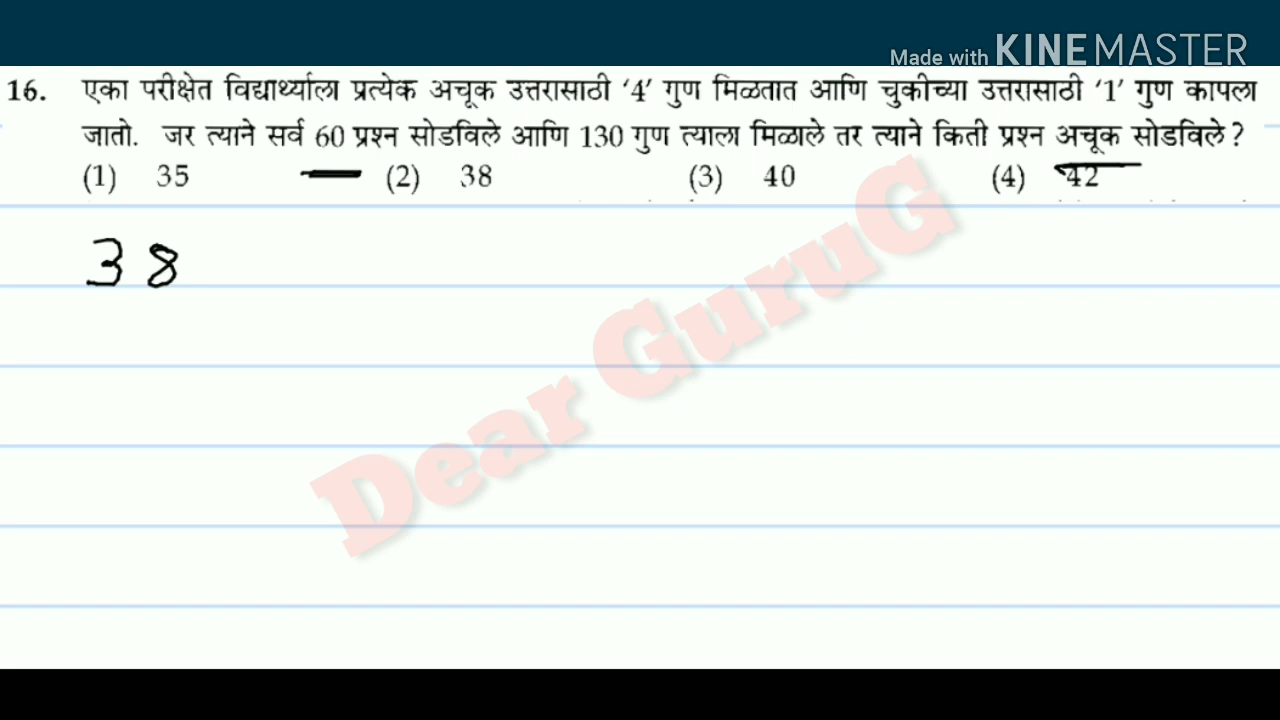 Made with KINEMASTER
16. एका परीक्षेत विद्यार्थ्याला प्रत्येक अचूक उत्तरासाठी ‘4’ गुण मिळतात आणि चुकीच्या उत्तरासाठी ‘1’ गुण कापला
जातो. जर त्याने सर्व 60 प्रश्न सोडविले आणि 130 गुण त्याला मिळाले तर त्याने किती प्रश्न अचूक सोडविले ?
(1) 35 (2) 38 (3) 40 (4) 42
38
Dear GuruG